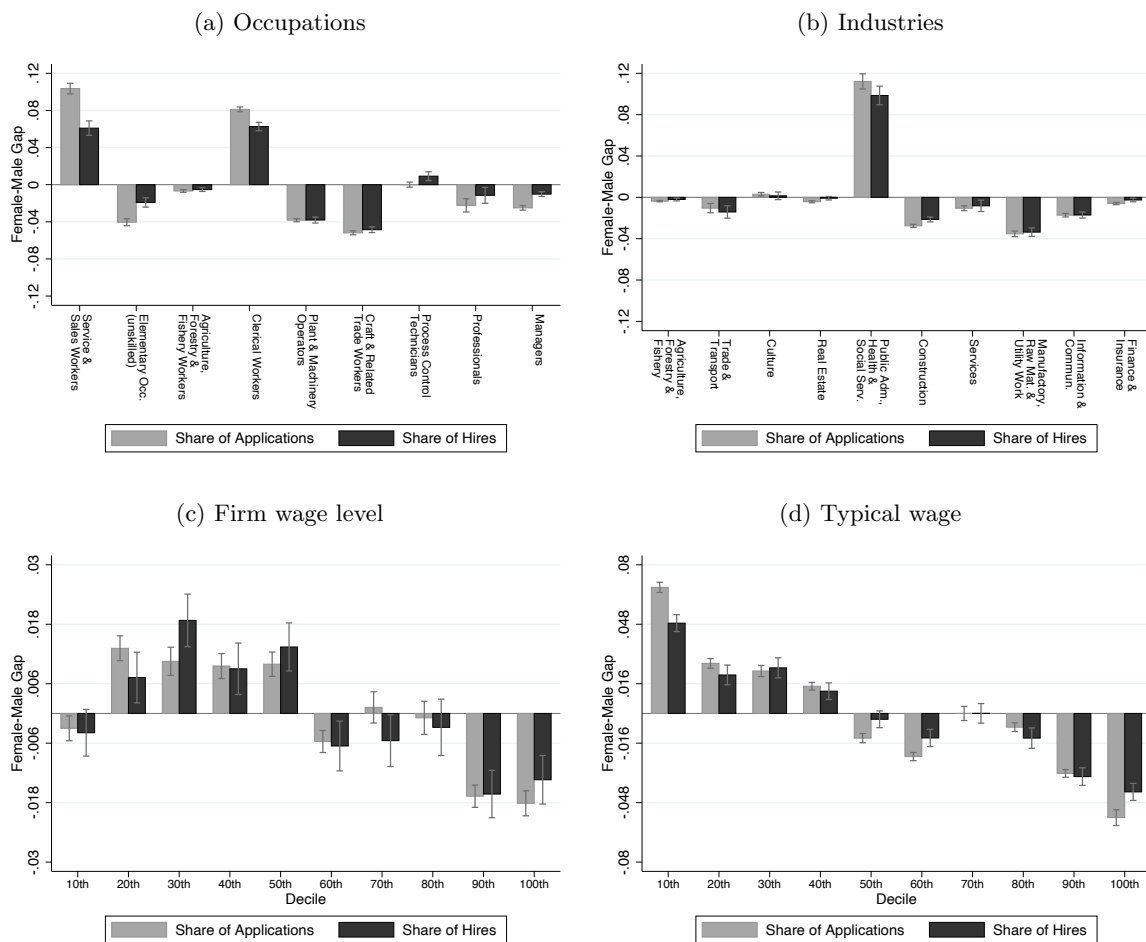 (a) Occupations
Female-Male Gap
.12
.08
.04
0
-.04
-.08
-.12
Service &
Sales Workers
Elementary Occ.
(unskilled)
Agriculture,
Forestry &
Fishery Workers
Clerical Workers
Plant & Machinery
Operators
Craft & Related
Trade Workers
Process Control
Technicians
Professionals
Managers
Share of Applications
Share of Hires
(b) Industries
Female-Male Gap
.12
.08
.04
0
-.04
-.08
-.12
Agriculture,
Forestry &
Fishery
Trade &
Transport
Culture
Real Estate
Public Adm.,
Health &
Social Serv.
Construction
Services
Manufactory,
Raw Mat. &
Utility Work
Information &
Commun.
Finance &
Insurance
Share of Applications
Share of Hires
(c) Firm wage level
Female-Male Gap
.03
.018
.006
-.006
-.018
-.03
10th 20th 30th 40th 50th 60th 70th 80th 90th 100th
Decile
Share of Applications
Share of Hires
(d) Typical wage
Female-Male Gap
.08
.048
.016
-.016
-.048
-.08
10th 20th 30th 40th 50th 60th 70th 80th 90th 100th
Decile
Share of Applications
Share of Hires